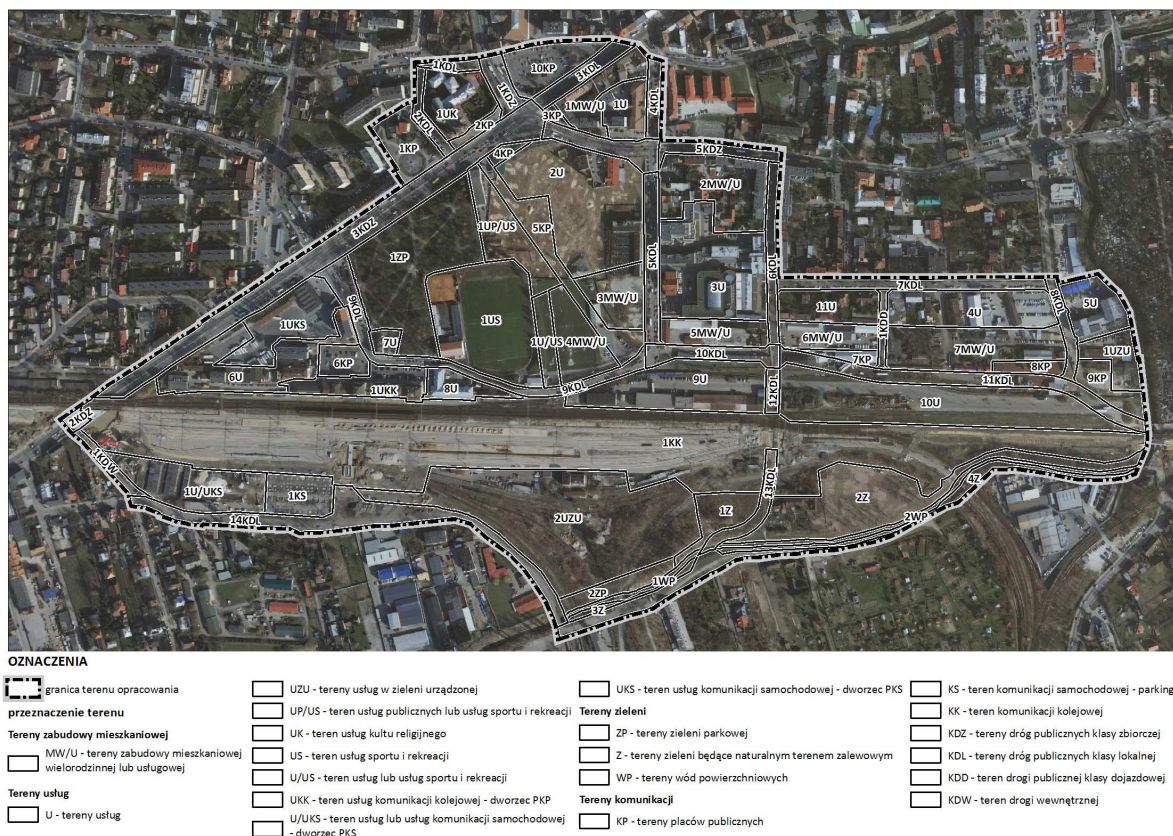 1KDL
10KP
3KDL
1KDZ
1UK
2KDL
1KP
2KP
3KP
1MW/U
1U
4KDL
4KP
5KDZ
2U
2MW/U
3KDZ
1UP/US
5KP
1ZP
5KDL
6KDL
7KDL
8KDL
5U
3MW/U
3U
9KDL
1US
11U
1KDD
4U
1UKS
7U
1U/US
4MW/U
5MW/U
6MW/U
7MW/U
1UZU
6KP
10KDL
7KP
8KP
6U
1UKK
8U
9KDL
9U
12KDL
11KDL
9KP
10U
2KDZ
1KK
1KDW
1U/UKS
1KS
13KDL
4Z
14KDL
2UZU
1Z
2Z
2WP
1WP
2ZP
3Z
OZNACZENIA
granica terenu opracowania
przeznaczenie terenu
Tereny zabudowy mieszkaniowej
MW/U - tereny zabudowy mieszkaniowej
wielorodzinnej lub usługowej
Tereny usług
U - tereny usług
UZU - tereny usług w zieleni urządzonej
UP/US - teren usług publicznych lub usług sportu i rekreacji
UK - teren usług kultu religijnego
US - teren usług sportu i rekreacji
U/US - teren usług lub usług sportu i rekreacji
UKK - teren usług komunikacji kolejowej - dworzec PKP
U/UKS - teren usług lub usług komunikacji samochodowej
- dworzec PKS
UKS - teren usług komunikacji samochodowej - dworzec PKS
Tereny zieleni
ZP - tereny zieleni parkowej
Z - tereny zieleni będące naturalnym terenem zalewowym
WP - tereny wód powierzchniowych
Tereny komunikacji
KP - tereny placów publicznych
KS - teren komunikacji samochodowej - parking
KK - teren komunikacji kolejowej
KDZ - tereny dróg publicznych klasy zbiorczej
KDL - tereny dróg publicznych klasy lokalnej
KDD - teren drogi publicznej klasy dojazdowej
KDW - teren drogi wewnętrznej